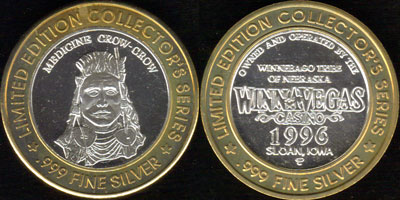 LIMITED EDITION COLLECTOR'S SERIES
MEDICINE CROW-CROW
.999 FINE SILVER
LIMITED EDITION COLLECTOR'S SERIES
OWNED AND OPERATED BY THE
WINNEBAGO TRIBE
OF NEBRASKA
WINNAVEGAS
CASINO
1996
SLOAN, IOWA
.999 FINE SILVER